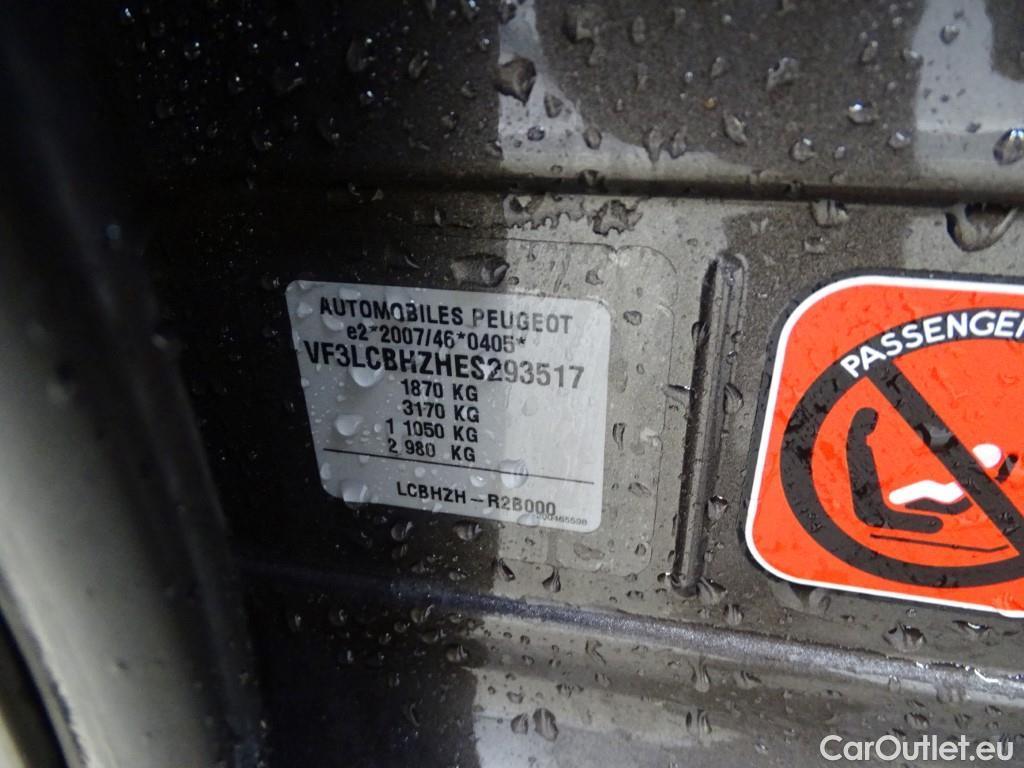 AUTOMOBILES PEUGEOT
e2*2007/46*0405*
VF3LCBHZHES293517
1870 KG
3170 KG
1 1050 KG
2 980 KG
LCBHZH-R2B000
PASSENGER
CarOutlet.eu